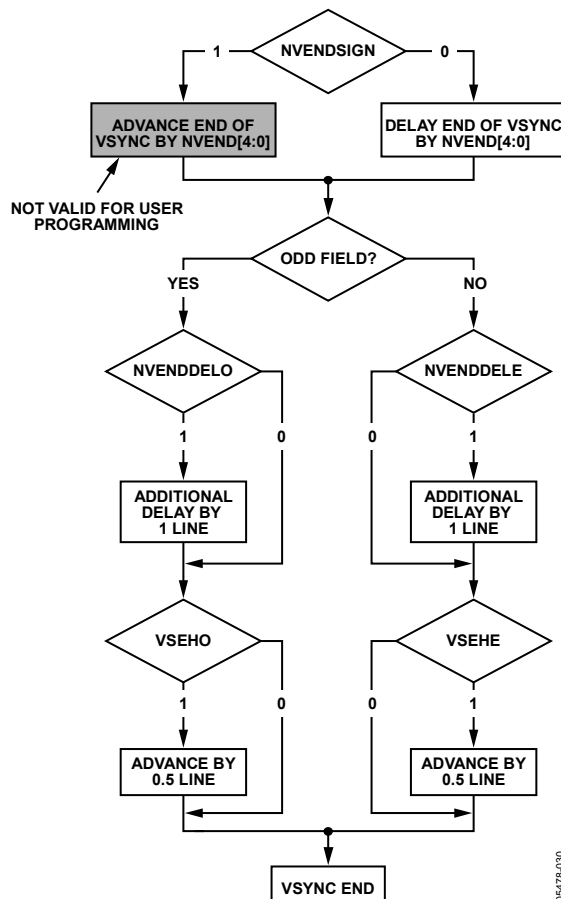 NVENDSIGN
1
0
ADVANCE END OF
VSYNC BY NVEND[4:0]
DELAY END OF VSYNC
BY NVEND[4:0]
NOT VALID FOR USER
PROGRAMMING
ODD FIELD?
YES
NO
NVENDDELO
NVENDDELE
1
0
0
1
ADDITIONAL
DELAY BY
1 LINE
ADDITIONAL
DELAY BY
1 LINE
VSEHO
VSEHE
1
0
0
1
ADVANCE BY
0.5 LINE
ADVANCE BY
0.5 LINE
VSYNC END
05478-030